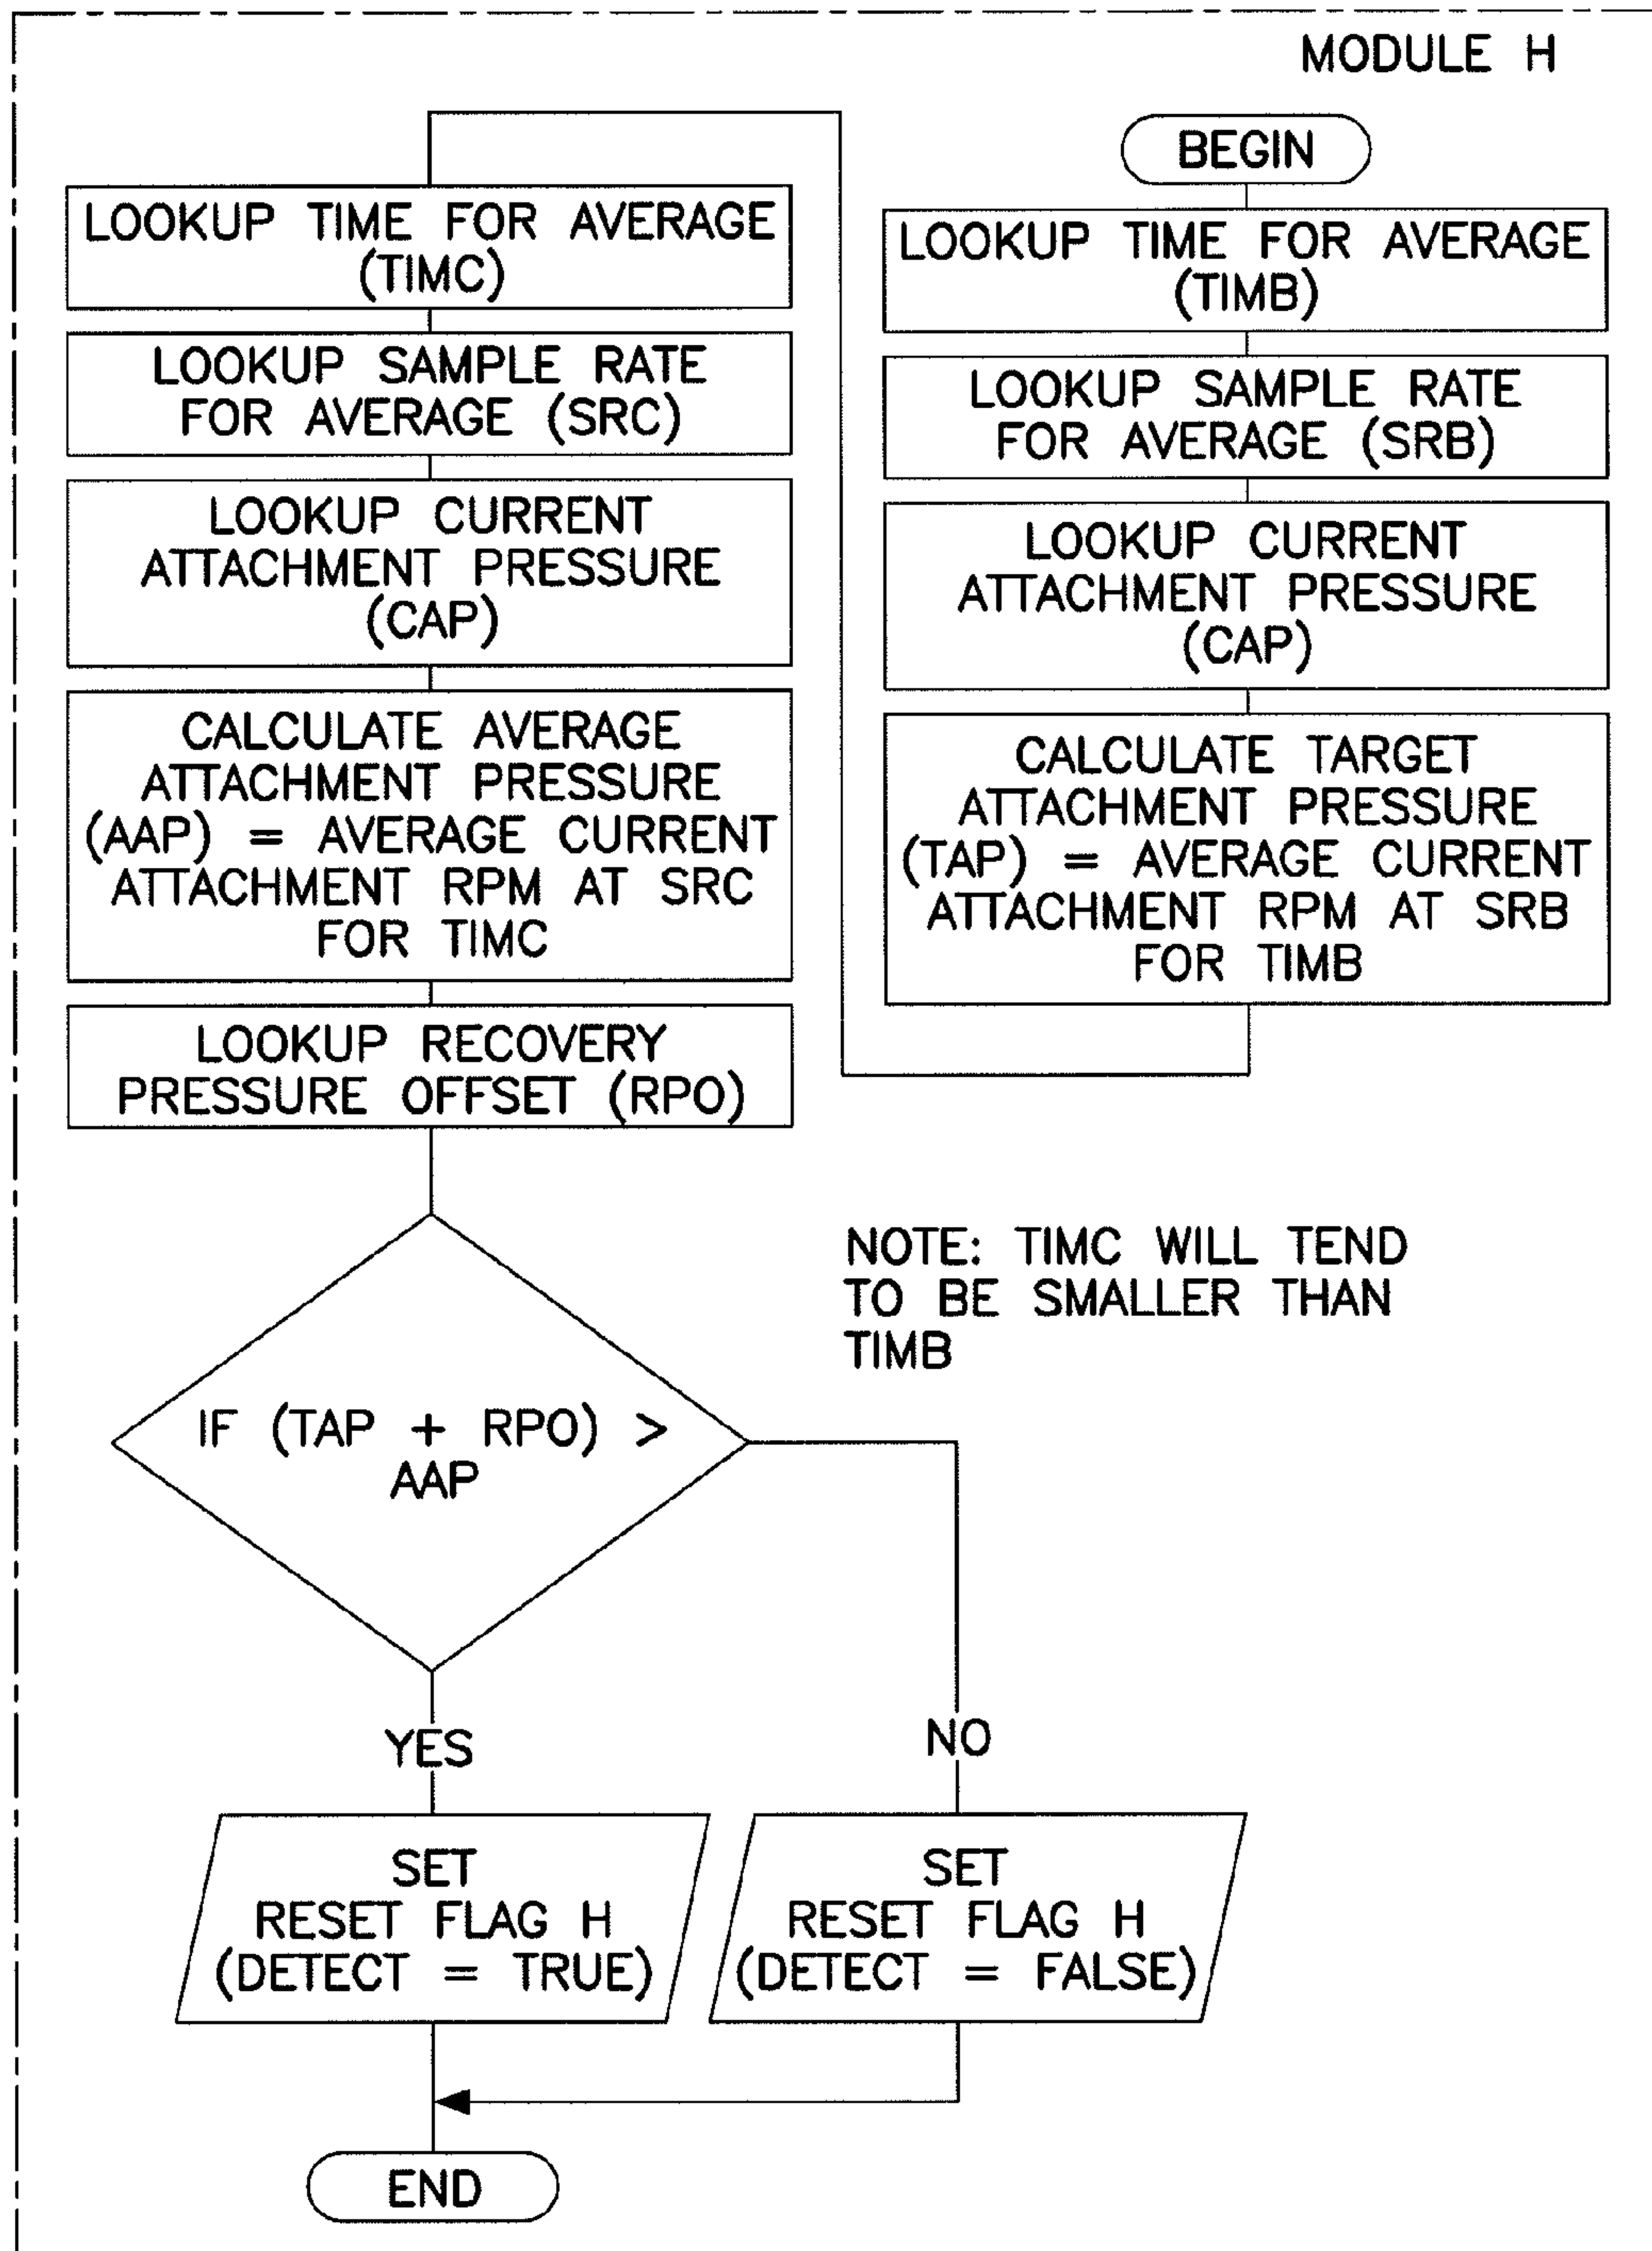 MODULE H
BEGIN
LOOKUP TIME FOR AVERAGE
(TIMB)
LOOKUP SAMPLE RATE
FOR AVERAGE (SRB)
LOOKUP CURRENT
ATTACHMENT PRESSURE
(CAP)
CALCULATE TARGET
ATTACHMENT PRESSURE
(TAP) = AVERAGE CURRENT
ATTACHMENT RPM AT SRB
FOR TIMB
LOOKUP TIME FOR AVERAGE
(TIMC)
LOOKUP SAMPLE RATE
FOR AVERAGE (SRC)
LOOKUP CURRENT
ATTACHMENT PRESSURE
(CAP)
CALCULATE AVERAGE
ATTACHMENT PRESSURE
(AAP) = AVERAGE CURRENT
ATTACHMENT RPM AT SRC
FOR TIMC
LOOKUP RECOVERY
PRESSURE OFFSET (RPO)
NOTE: TIMC WILL TEND
TO BE SMALLER THAN
TIMB
IF (TAP + RPO) >
AAP
YES
NO
SET
RESET FLAG H
(DETECT = TRUE)
SET
RESET FLAG H
(DETECT = FALSE)
END